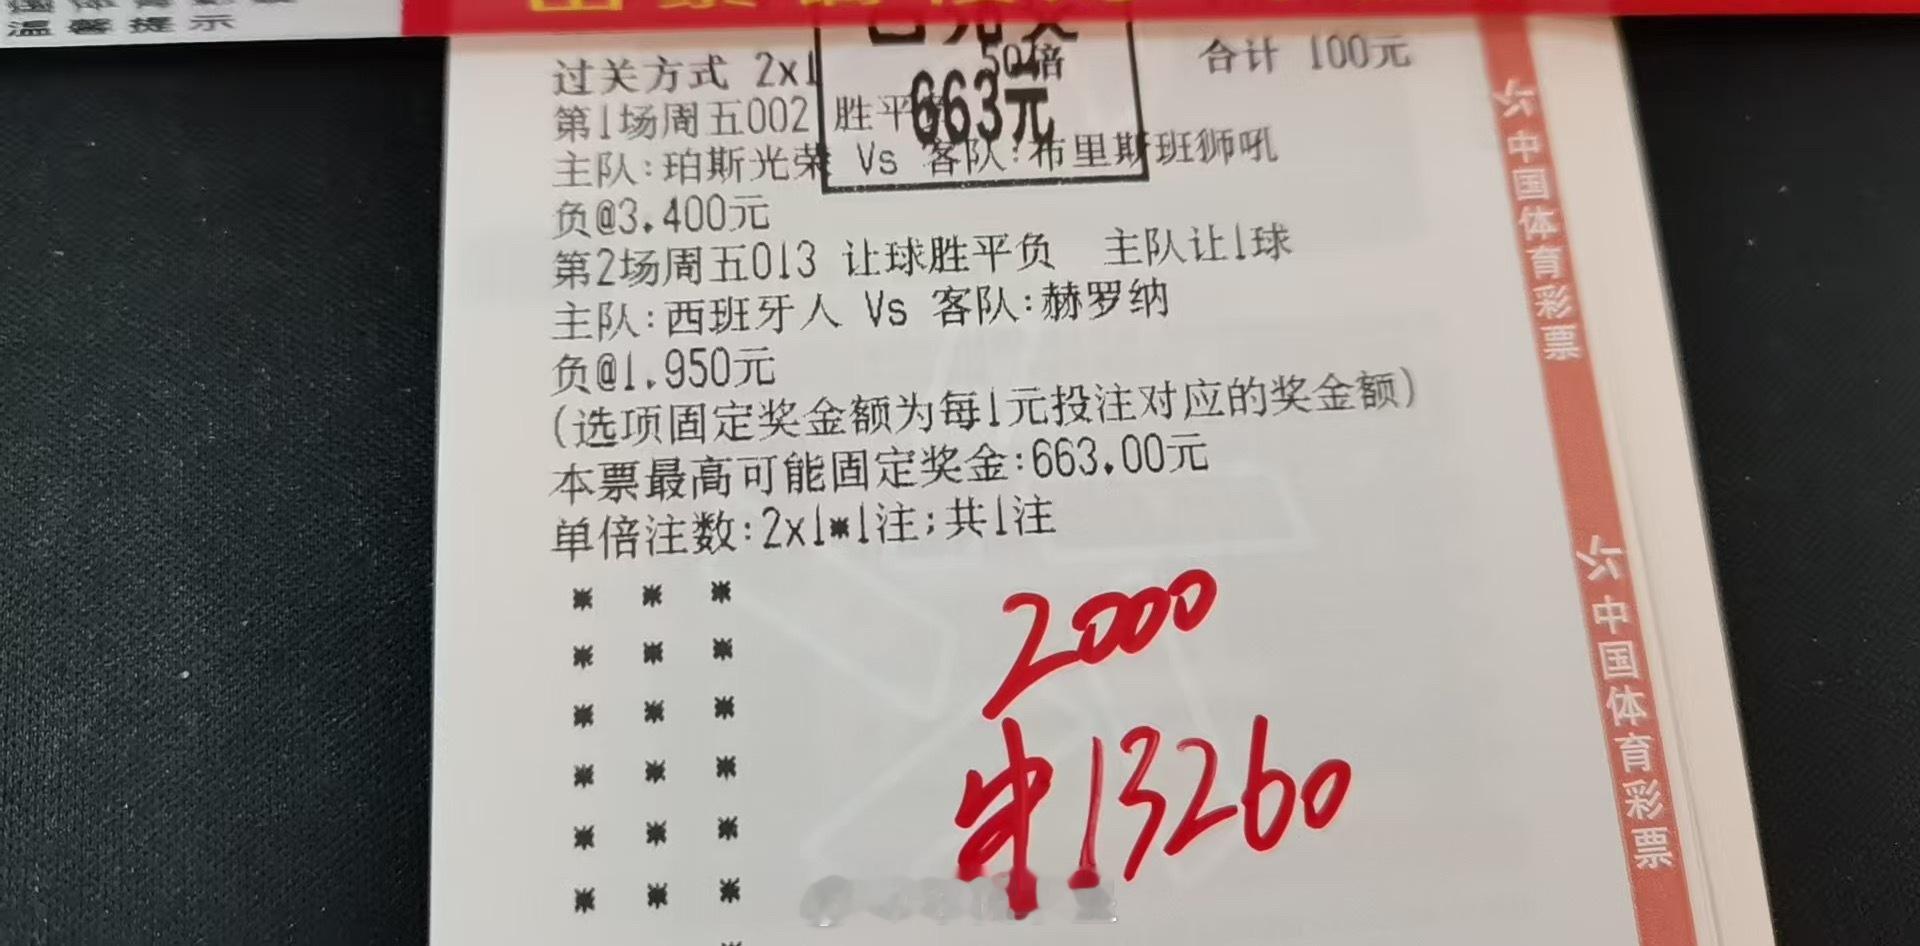 温馨提示
过关方式 2x1 50倍 合计 100元
663元
第1场周五002 胜平负
主队:珀斯光荣 Vs 客队:布里斯班狮吼
负@3.400元
第2场周五013 让球胜平负 主队让1球
主队:西班牙人 Vs 客队:赫罗纳
负@1.950元
(选项固定奖金额为每1元投注对应的奖金额)
本票最高可能固定奖金:663.00元
单倍注数:2x1*1注;共1注
2000
中13260
中国体育彩票
中国体育彩票